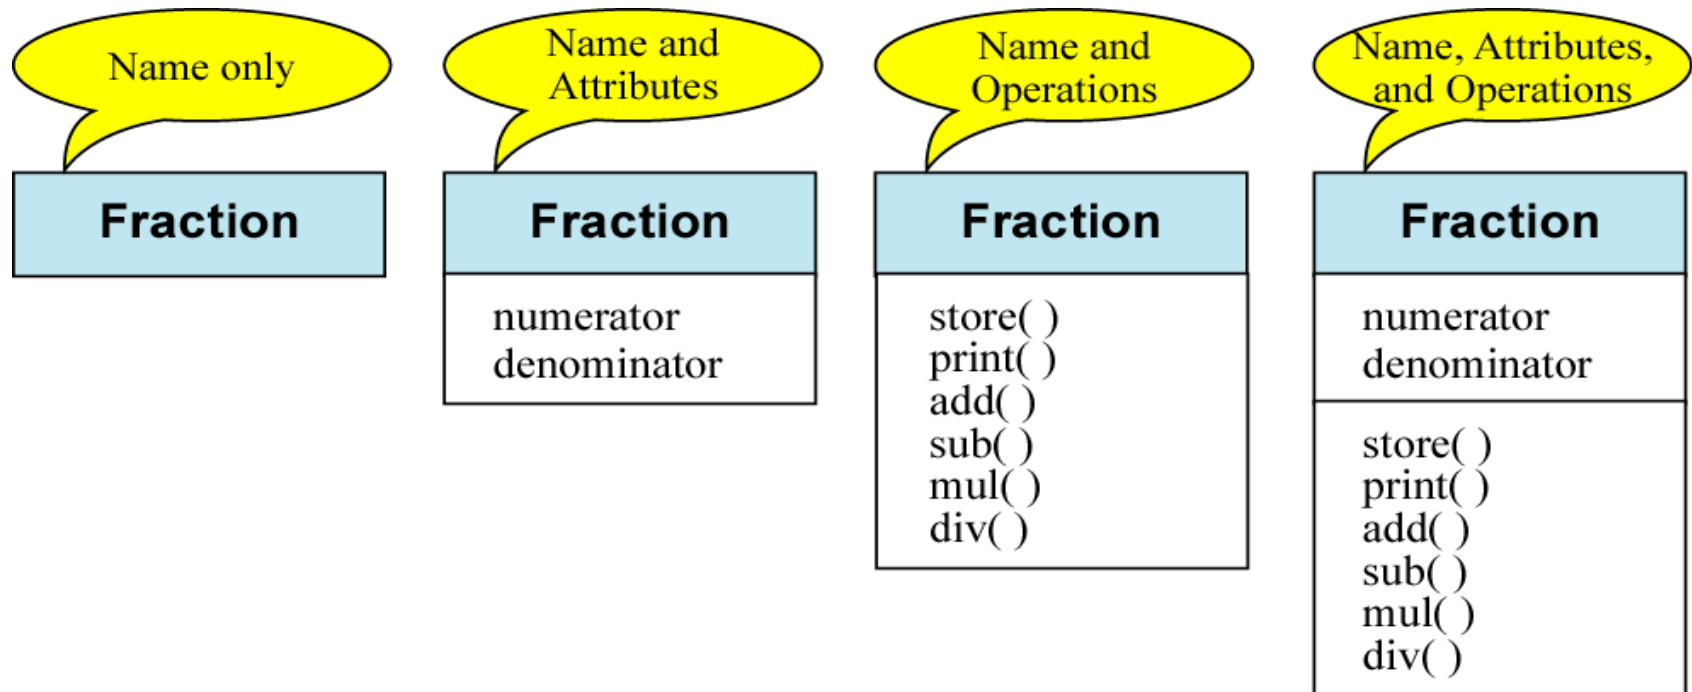 Name only
Fraction
Name and
Attributes
Fraction
numerator
denominator
Name and
Operations
Fraction
store( )
print( )
add( )
sub( )
mul( )
div( )
Name, Attributes,
and Operations
Fraction
numerator
denominator
store( )
print( )
add( )
sub( )
mul( )
div( )